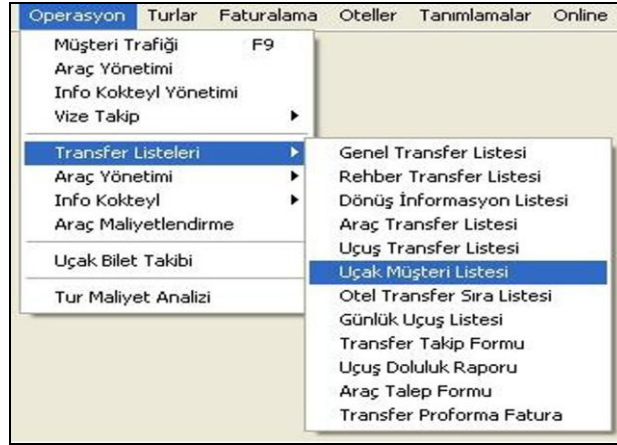 Operasyon Turlar Faturalama Oteller Tanımlamalar Online
Müşteri Trafiği F9
Araç Yönetimi
Info Kokteyl Yönetimi
Vize Takip
Transfer Listeleri
Araç Yönetimi
Info Kokteyl
Araç Maliyetlendirme
Uçak Bilet Takibi
Tur Maliyet Analizi
Genel Transfer Listesi
Rehber Transfer Listesi
Dönüş İnformasyon Listesi
Araç Transfer Listesi
Uçuş Transfer Listesi
Uçak Müşteri Listesi
Otel Transfer Sıra Listesi
Günlük Uçuş Listesi
Transfer Takip Formu
Uçuş Doluluk Raporu
Araç Talep Formu
Transfer Proforma Fatura